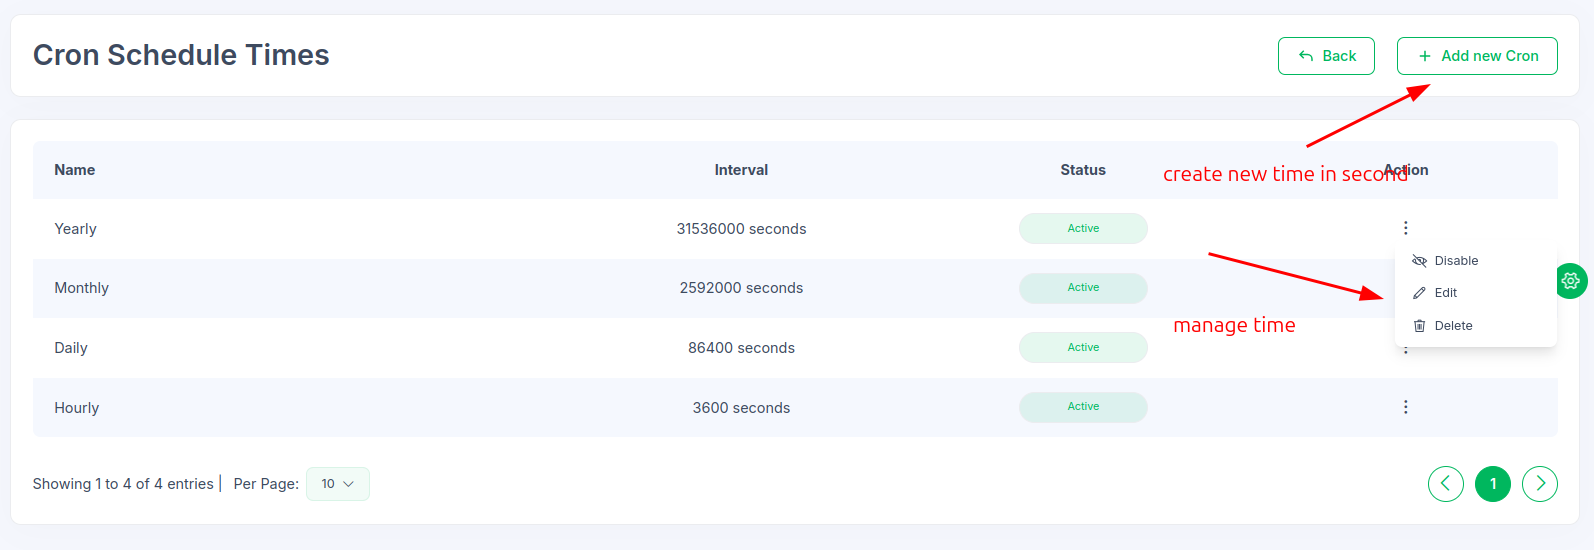 Cron Schedule Times
Back
Add new Cron
Name Interval Status Action
create new time in second
Yearly 31536000 seconds Active
Disable
Monthly 2592000 seconds Active
Edit
manage time
Delete
Daily 86400 seconds Active
Hourly 3600 seconds Active
Showing 1 to 4 of 4 entries | Per Page: 10
1